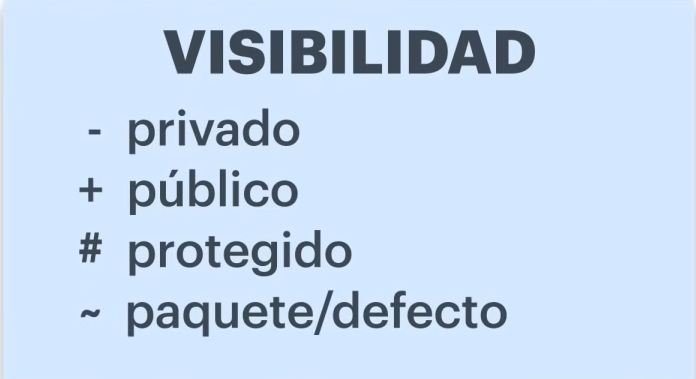 VISIBILIDAD
- privado
+ público
# protegido
~ paquete/defecto